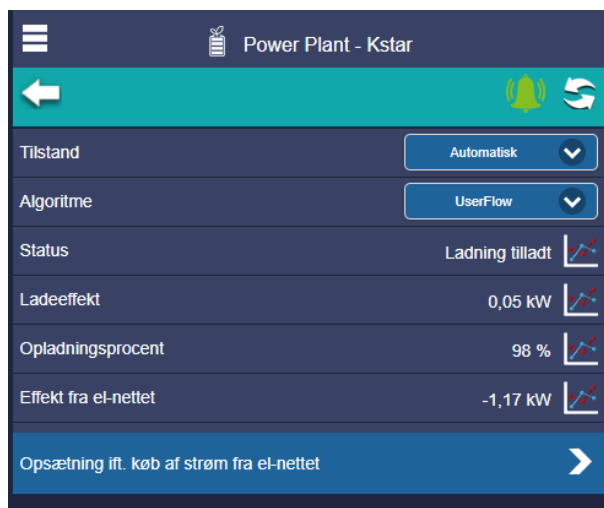 Power Plant - Kstar
Tilstand Automatisk
Algoritme UserFlow
Status Ladning tilladt
Ladeeffekt 0,05 kW
Opladningsprocent 98 %
Effekt fra el-nettet -1,17 kW
Opsætning ift. køb af strøm fra el-nettet